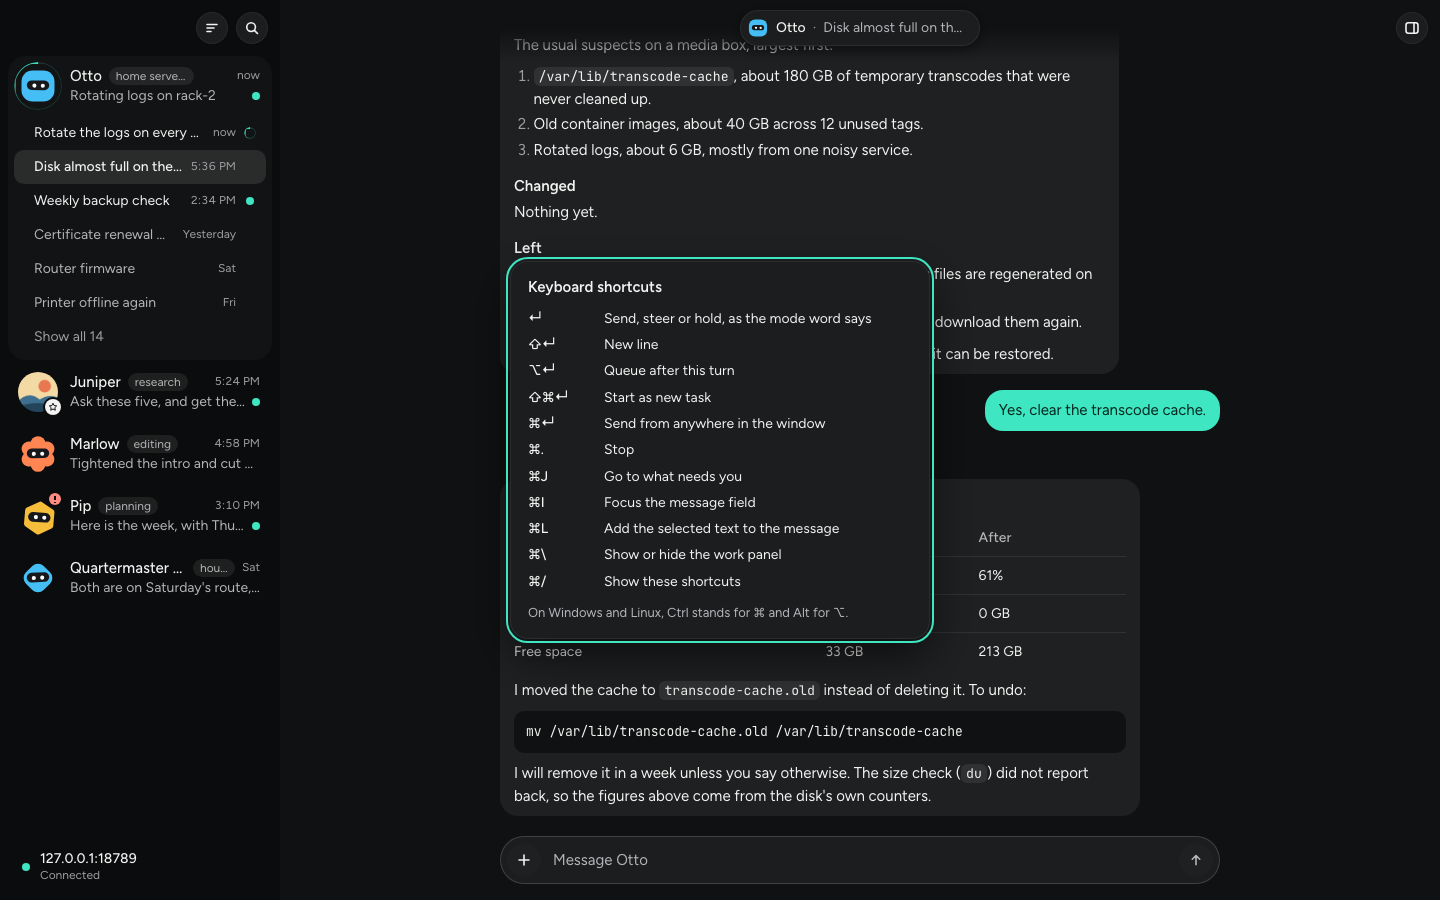 Otto home serve... now
Rotating logs on rack-2
Rotate the logs on every ... now
Disk almost full on the... 5:36 PM
Weekly backup check 2:34 PM
Certificate renewal ... Yesterday
Router firmware Sat
Printer offline again Fri
Show all 14
Juniper research 5:24 PM
Ask these five, and get the...
Marlow editing 4:58 PM
Tightened the intro and cut ...
Pip planning 3:10 PM
Here is the week, with Thu...
Quartermaster ... hou... Sat
Both are on Saturday's route,...
127.0.0.1:18789
Connected
Otto · Disk almost full on th...
The usual suspects on a media box, largest first:
1. /var/lib/transcode-cache, about 180 GB of temporary transcodes that were
never cleaned up.
2. Old container images, about 40 GB across 12 unused tags.
3. Rotated logs, about 6 GB, mostly from one noisy service.
Changed
Nothing yet.
Left
files are regenerated on
download them again.
it can be restored.
Yes, clear the transcode cache.
Keyboard shortcuts
↵ Send, steer or hold, as the mode word says
⇧↵ New line
⌥↵ Queue after this turn
⇧⌘↵ Start as new task
⌘↵ Send from anywhere in the window
⌘. Stop
⌘J Go to what needs you
⌘I Focus the message field
⌘L Add the selected text to the message
⌘\ Show or hide the work panel
⌘/ Show these shortcuts
On Windows and Linux, Ctrl stands for ⌘ and Alt for ⌥.
After
61%
0 GB
Free space 33 GB 213 GB
I moved the cache to transcode-cache.old instead of deleting it. To undo:
mv /var/lib/transcode-cache.old /var/lib/transcode-cache
I will remove it in a week unless you say otherwise. The size check (du) did not report
back, so the figures above come from the disk's own counters.
Message Otto